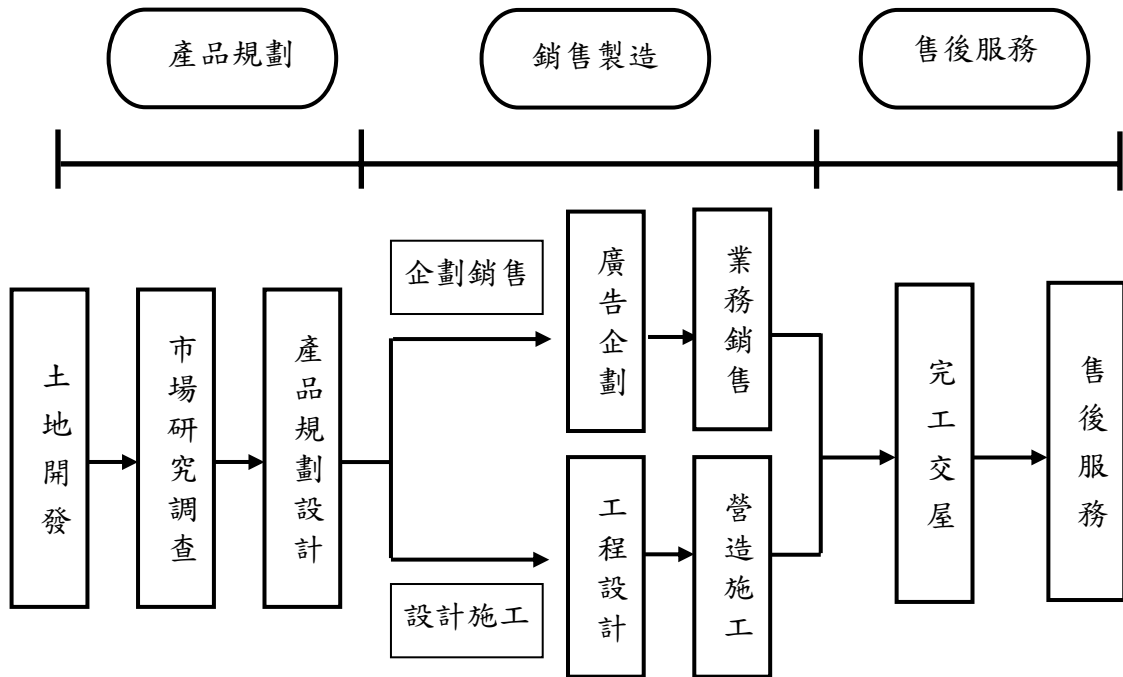 產品規劃
銷售製造
售後服務
土地開發
市場研究調查
產品規劃設計
企劃銷售
廣告企劃
業務銷售
設計施工
工程設計
營造施工
完工交屋
售後服務